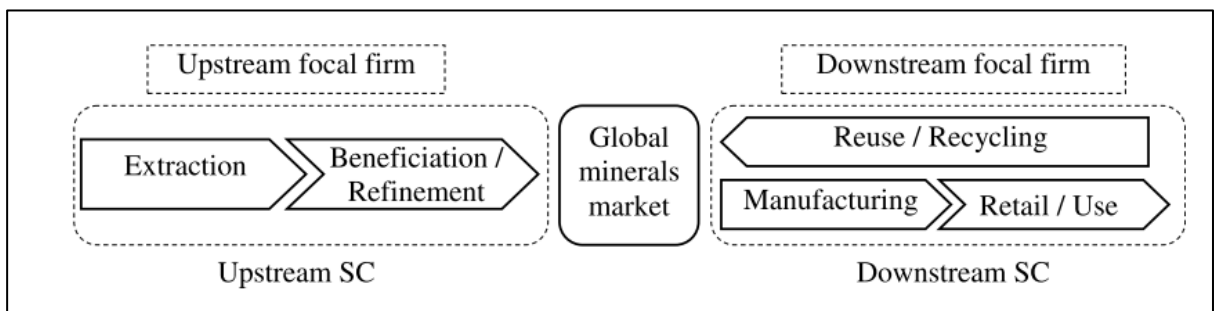 Upstream focal firm
Downstream focal firm
Extraction
Beneficiation /
Refinement
Global
minerals
market
Reuse / Recycling
Manufacturing
Retail / Use
Upstream SC
Downstream SC